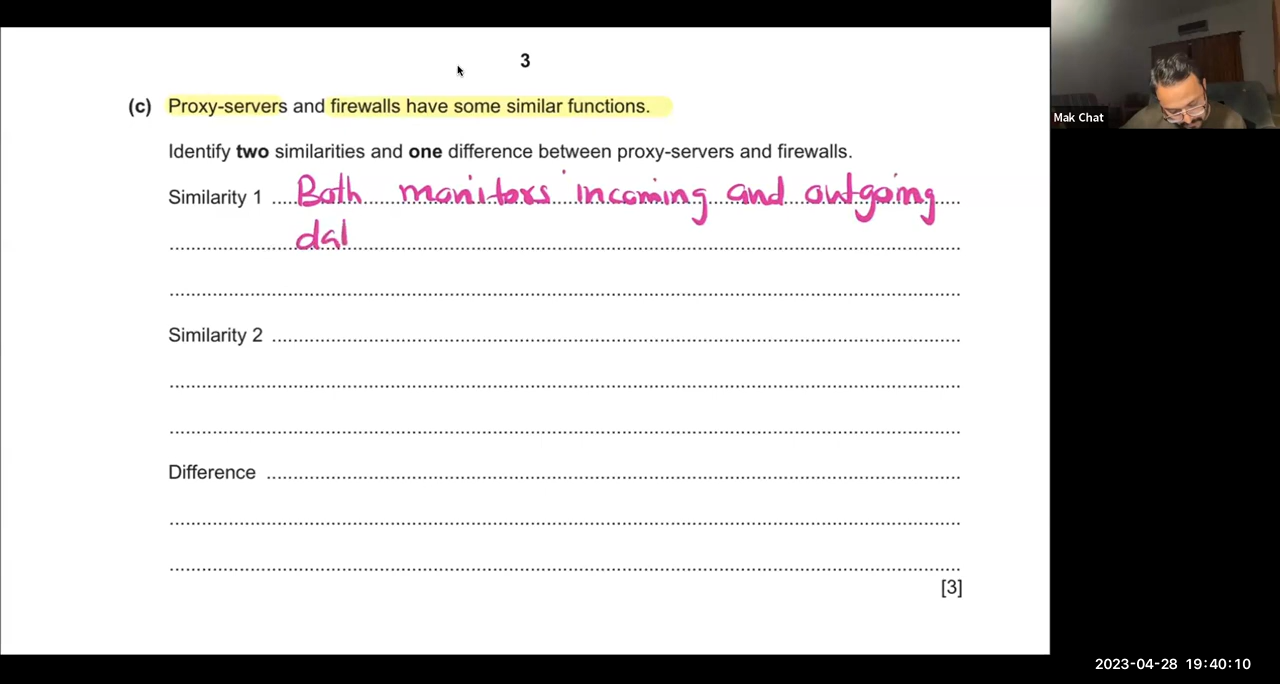 3
(c) Proxy-servers and firewalls have some similar functions.
Identify two similarities and one difference between proxy-servers and firewalls.
Similarity 1 Both monitors incoming and outgoing
dat
Similarity 2
Difference
[3]
Mak Chat
2023-04-28 19:40:10